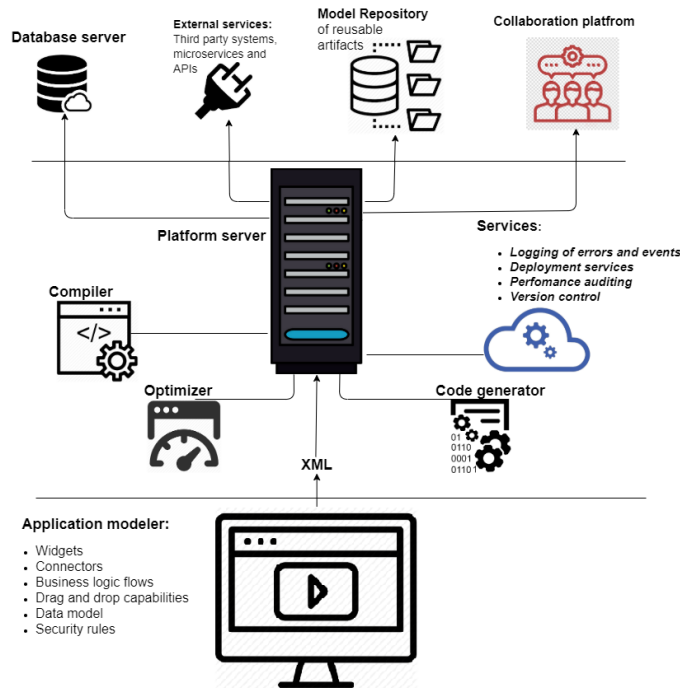 Database server
External services:
Third party systems,
microservices and
APIs
Model Repository
of reusable
artifacts
Collaboration platfrom
Platform server
Services:
Logging of errors and events
Deployment services
Perfomance auditing
Version control
Compiler
</>
Optimizer
Code generator
01
0110
0001
01101
XML
Application modeler:
Widgets
Connectors
Business logic flows
Drag and drop capabilities
Data model
Security rules